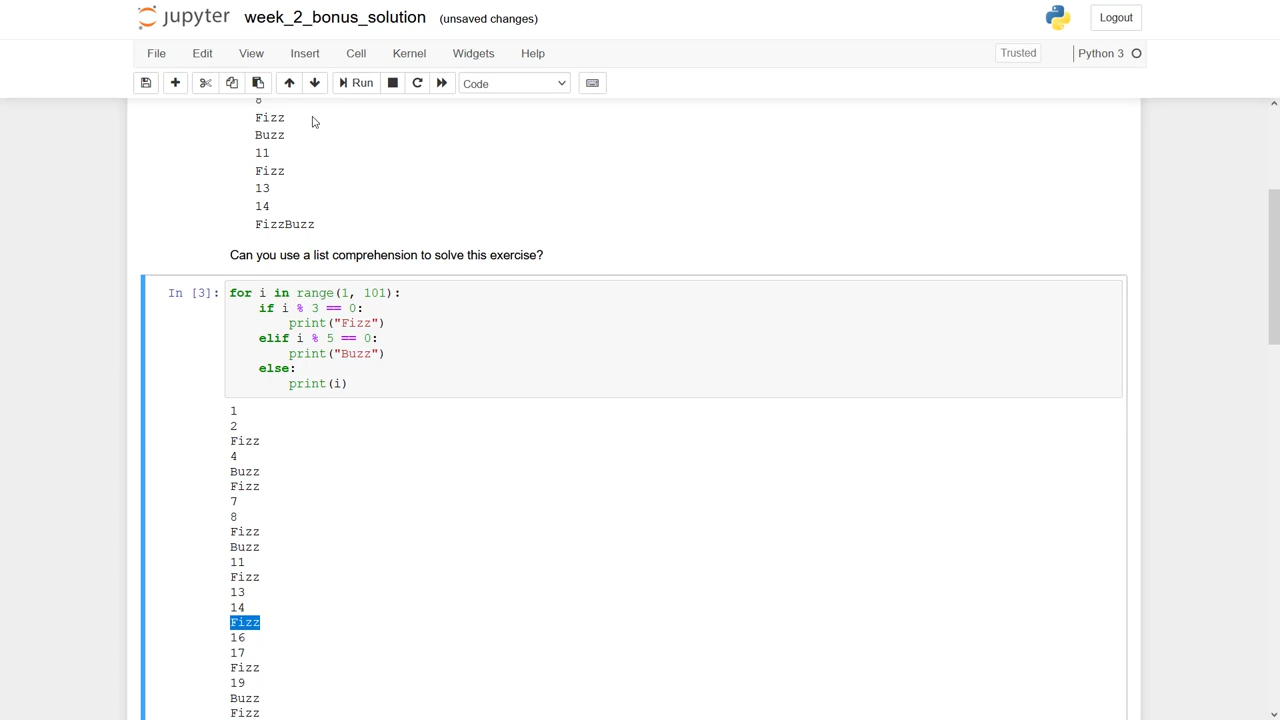 jupyter week_2_bonus_solution (unsaved changes) Logout
File Edit View Insert Cell Kernel Widgets Help Trusted Python 3
Run Code
8
Fizz
Buzz
11
Fizz
13
14
FizzBuzz
Can you use a list comprehension to solve this exercise?
In [3]: for i in range(1, 101):
    if i % 3 == 0:
        print("Fizz")
    elif i % 5 == 0:
        print("Buzz")
    else:
        print(i)
1
2
Fizz
4
Buzz
Fizz
7
8
Fizz
Buzz
11
Fizz
13
14
Fizz
16
17
Fizz
19
Buzz
Fizz